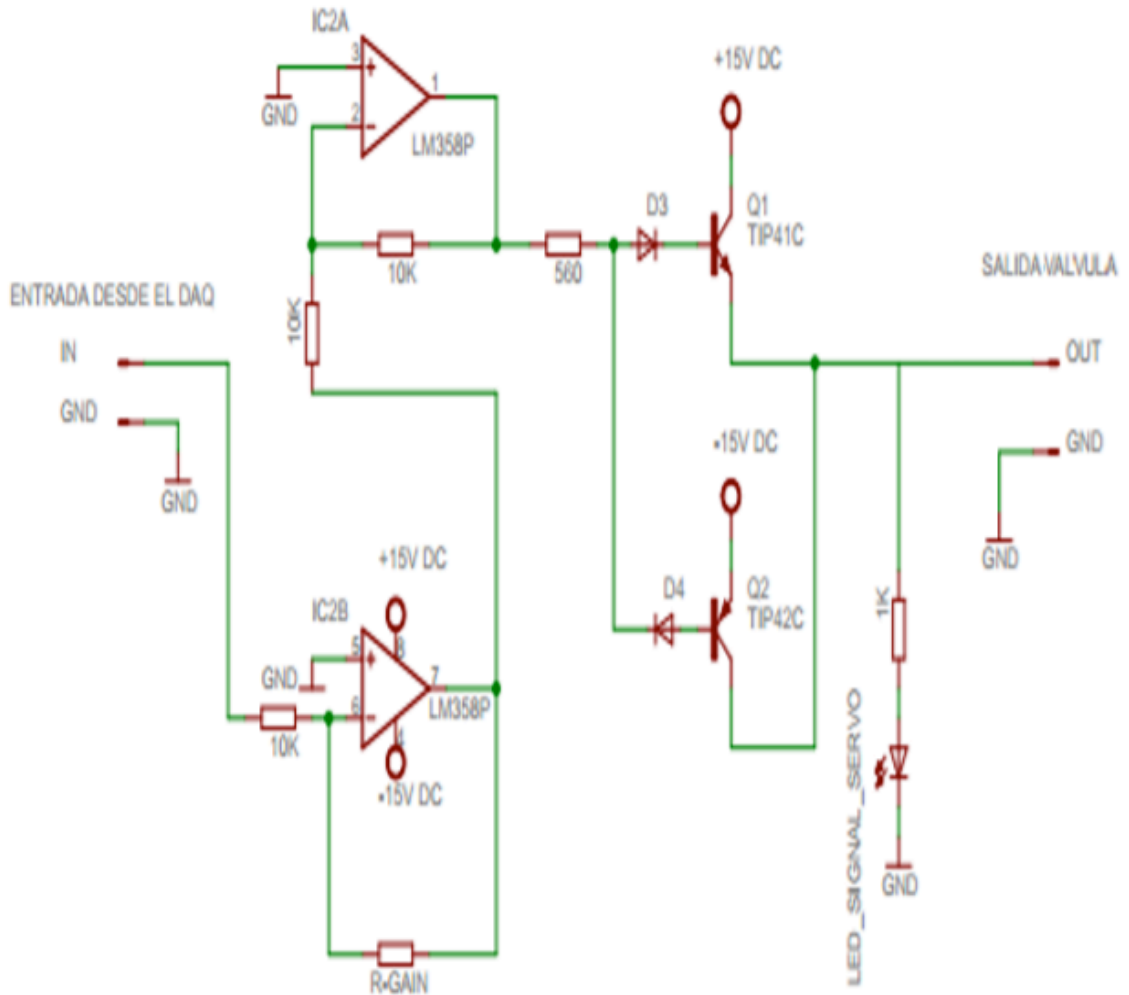 IC2A
3
GND
2
1
LM358P
+15V DC
D3
Q1
TIP41C
10K
560
SALIDA VALVULA
ENTRADA DESDE EL DAQ
10K
IN
OUT
GND
GND
-15V DC
GND
GND
+15V DC
D4
Q2
TIP42C
1K
IC2B
5
8
GND
7
LM358P
6
10K
4
-15V DC
LED_SIGNAL_SERVO
GND
R-GAIN